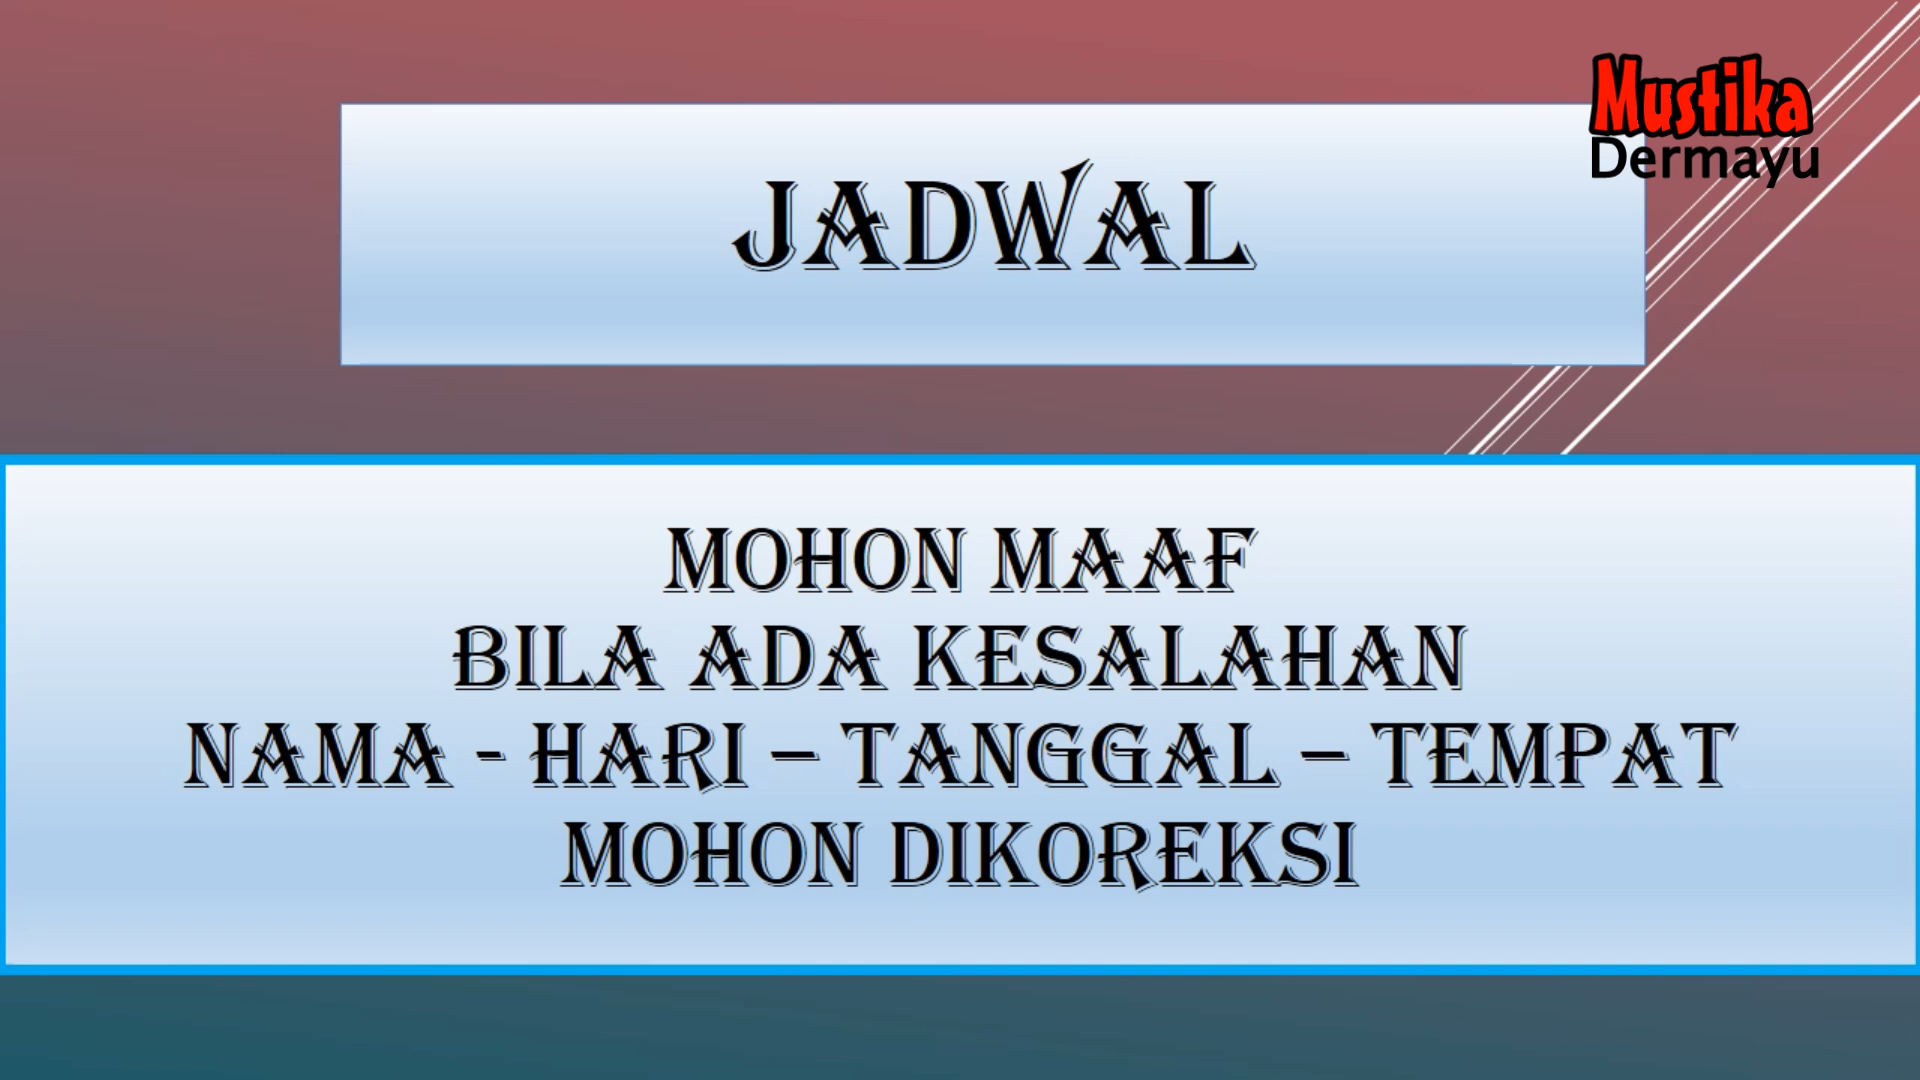 Mustika
Dermayu
JADWAL
MOHON MAAF
BILA ADA KESALAHAN
NAMA - HARI – TANGGAL – TEMPAT
MOHON DIKOREKSI